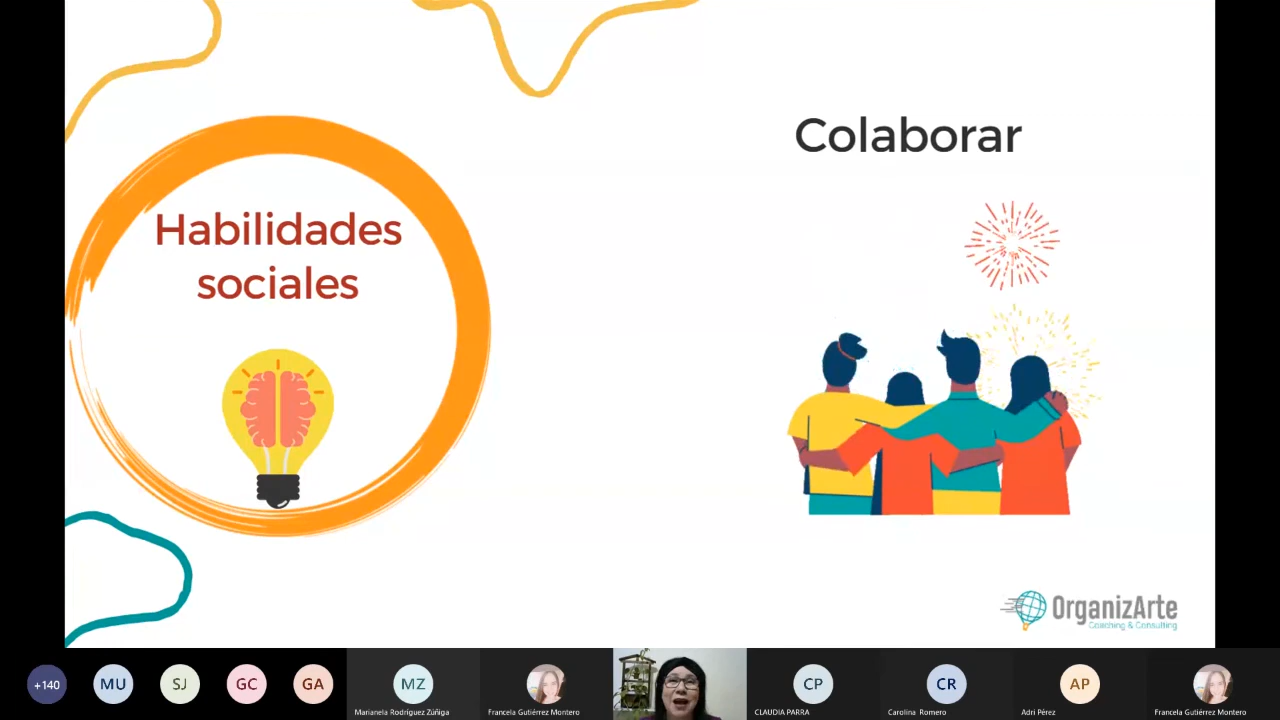 Colaborar
Habilidades
sociales
OrganizArte
Coaching & Consulting
+140
MU
SJ
GC
GA
MZ
CP
CR
AP
Marianela Rodríguez Zúñiga
Francela Gutiérrez Montero
CLAUDIA PARRA
Carolina Romero
Adri Pérez
Francela Gutiérrez Montero